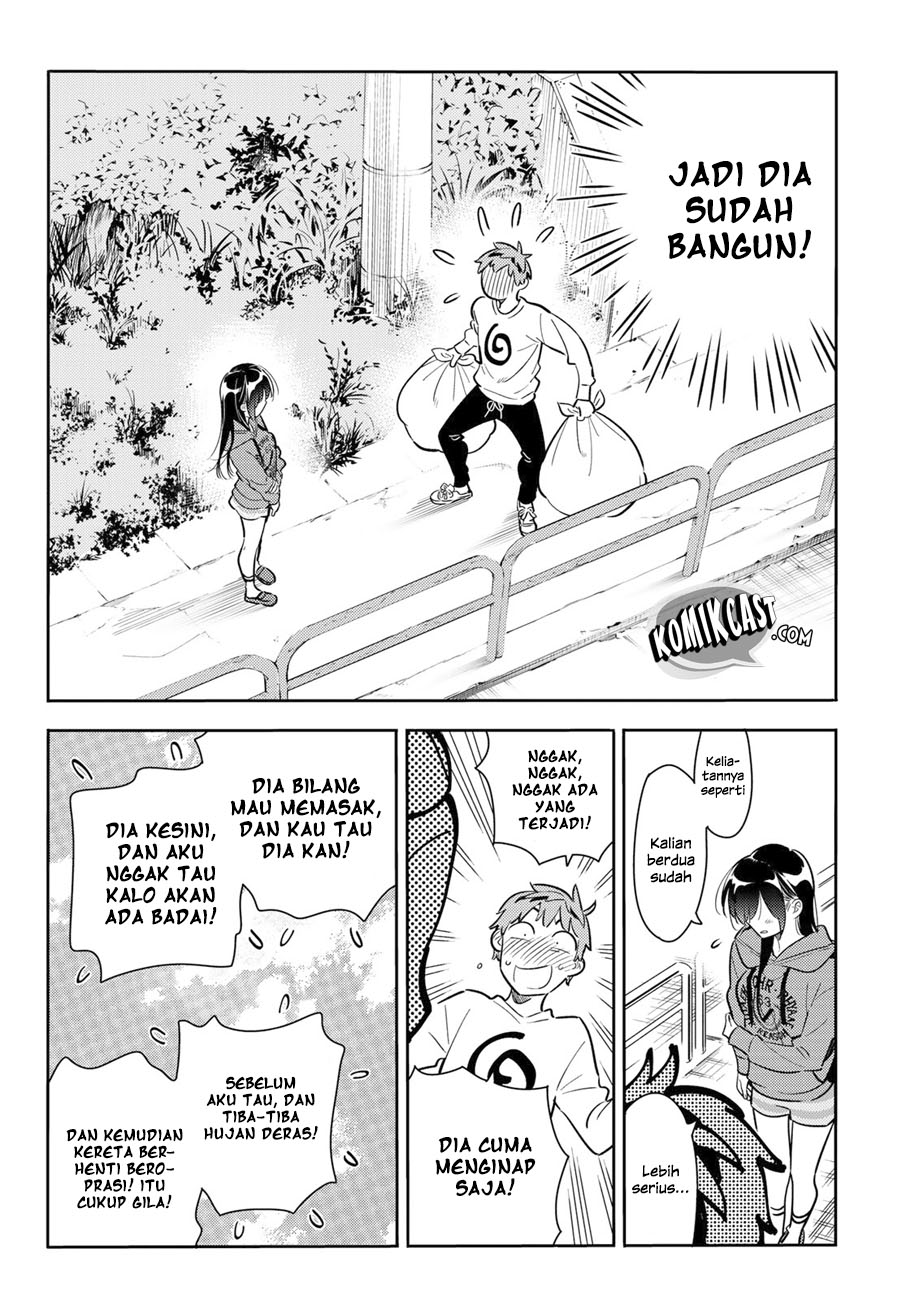 JADI DIA
SUDAH
BANGUN!
KOMIKCAST
.COM
Kelia-
tannya
seperti
Kalian
berdua
sudah
Lebih
serius...
NGGAK,
NGGAK,
NGGAK ADA
YANG
TERJADI!
DIA CUMA
MENGINAP
SAJA!
DIA BILANG
MAU MEMASAK,
DAN KAU TAU
DIA KAN!
DIA KESINI,
DAN AKU
NGGAK TAU
KALO AKAN
ADA BADAI!
SEBELUM
AKU TAU, DAN
TIBA-TIBA
HUJAN DERAS!
DAN KEMUDIAN
KERETA BER-
HENTI BERO-
PRASI! ITU
CUKUP GILA!